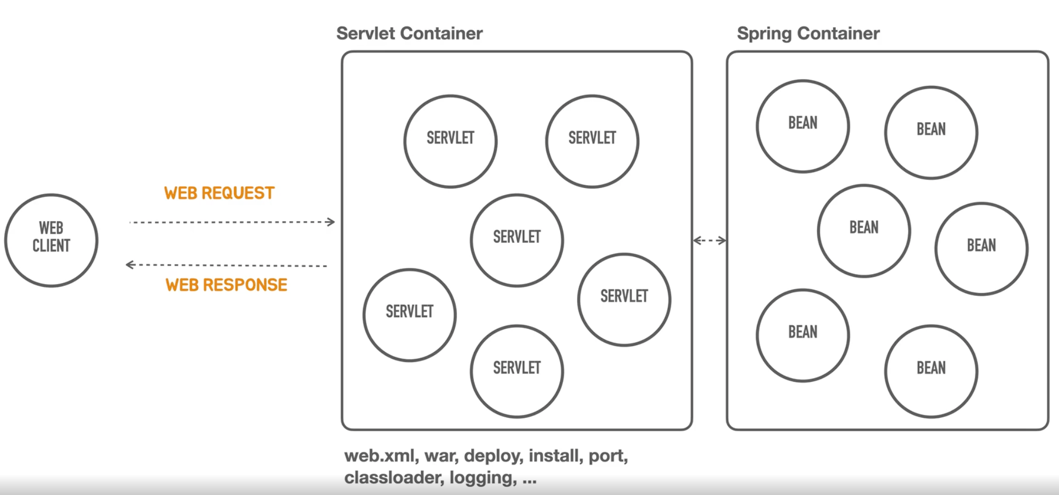 Servlet Container
Spring Container
SERVLET
SERVLET
BEAN
BEAN
WEB REQUEST
WEB
CLIENT
SERVLET
BEAN
BEAN
WEB RESPONSE
SERVLET
SERVLET
BEAN
SERVLET
BEAN
web.xml, war, deploy, install, port,
classloader, logging, ...